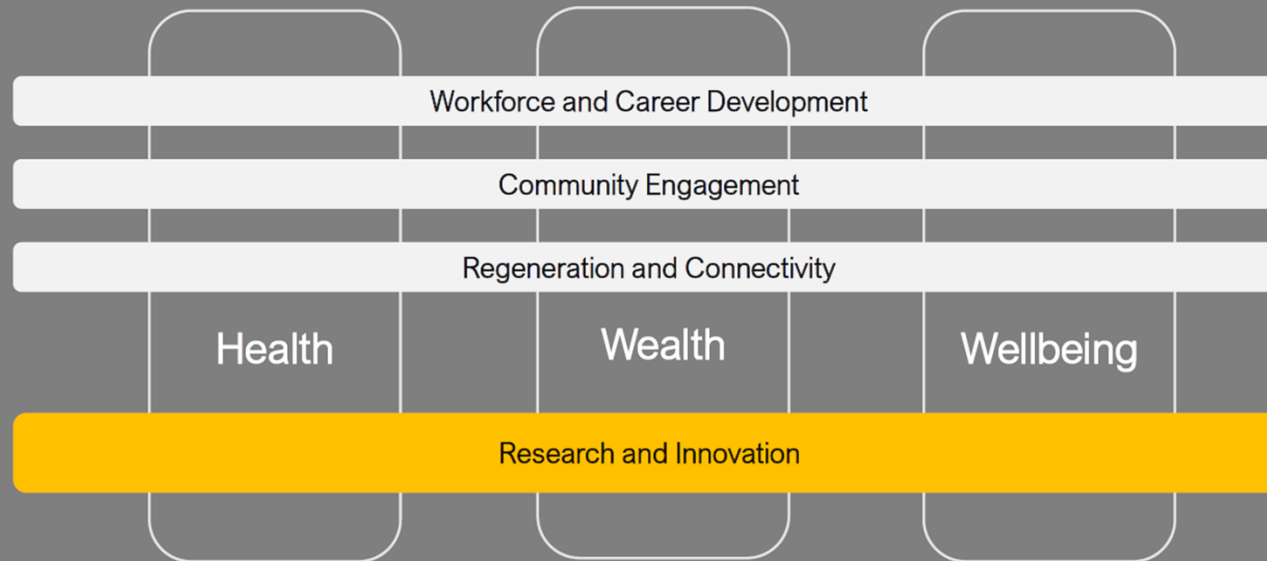 Workforce and Career Development
Community Engagement
Regeneration and Connectivity
Health
Wealth
Wellbeing
Research and Innovation